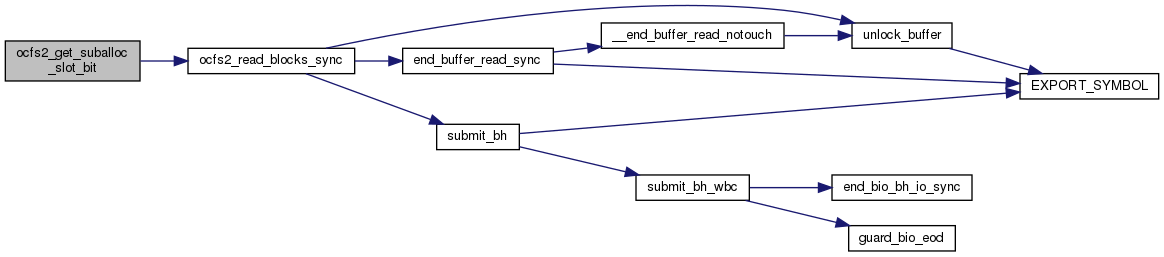 ocfs2_get_suballoc
_slot_bit
ocfs2_read_blocks_sync
end_buffer_read_sync
__end_buffer_read_notouch
unlock_buffer
EXPORT_SYMBOL
submit_bh
submit_bh_wbc
end_bio_bh_io_sync
guard_bio_eod